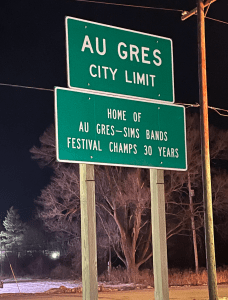 AU GRES
CITY LIMIT
HOME OF
AU GRES–SIMS BANDS
FESTIVAL CHAMPS 30 YEARS